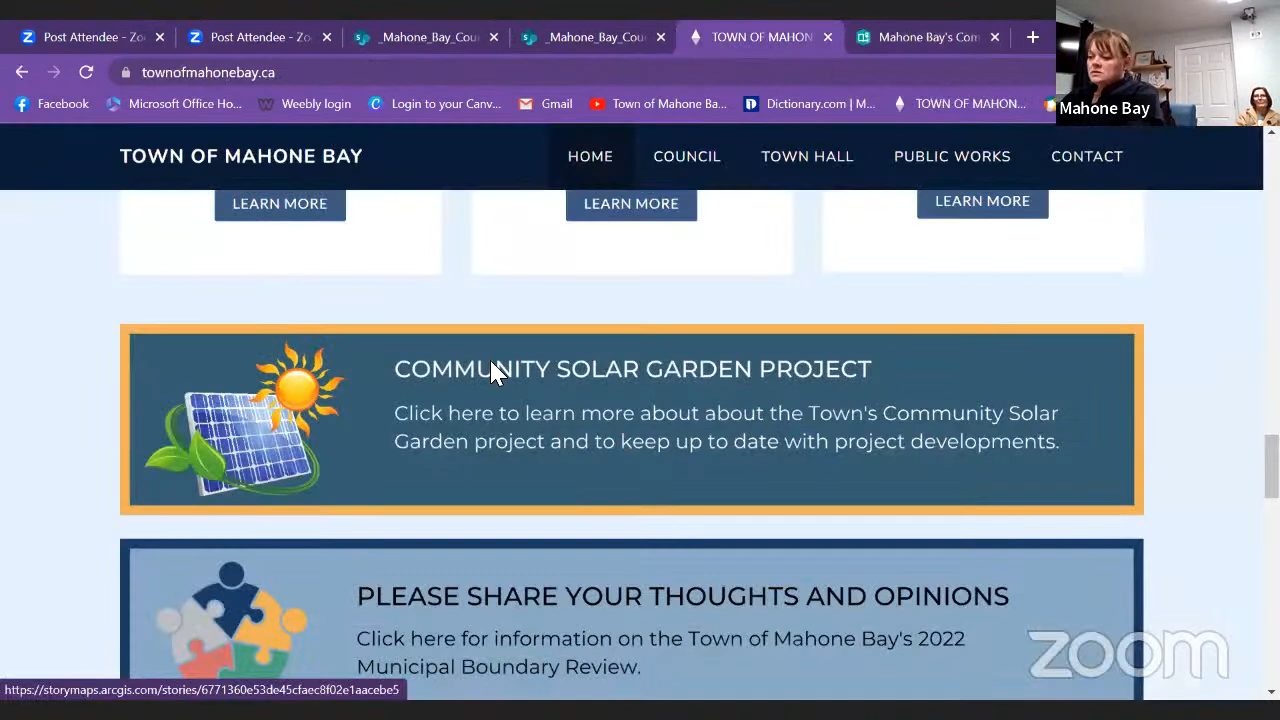 Post Attendee - Zo
Post Attendee - Zo
_Mahone_Bay_Cou
_Mahone_Bay_Cou
TOWN OF MAHON
Mahone Bay's Com
townofmahonebay.ca
Facebook
Microsoft Office Ho...
Weebly login
Login to your Canv...
Gmail
Town of Mahone Ba...
Dictionary.com | M...
TOWN OF MAHON...
Mahone Bay
TOWN OF MAHONE BAY
HOME
COUNCIL
TOWN HALL
PUBLIC WORKS
CONTACT
LEARN MORE
LEARN MORE
LEARN MORE
COMMUNITY SOLAR GARDEN PROJECT
Click here to learn more about about the Town's Community Solar
Garden project and to keep up to date with project developments.
PLEASE SHARE YOUR THOUGHTS AND OPINIONS
Click here for information on the Town of Mahone Bay's 2022
Municipal Boundary Review.
zoom
https://storymaps.arcgis.com/stories/6771360e53de45cfaec8f02e1aacebe5